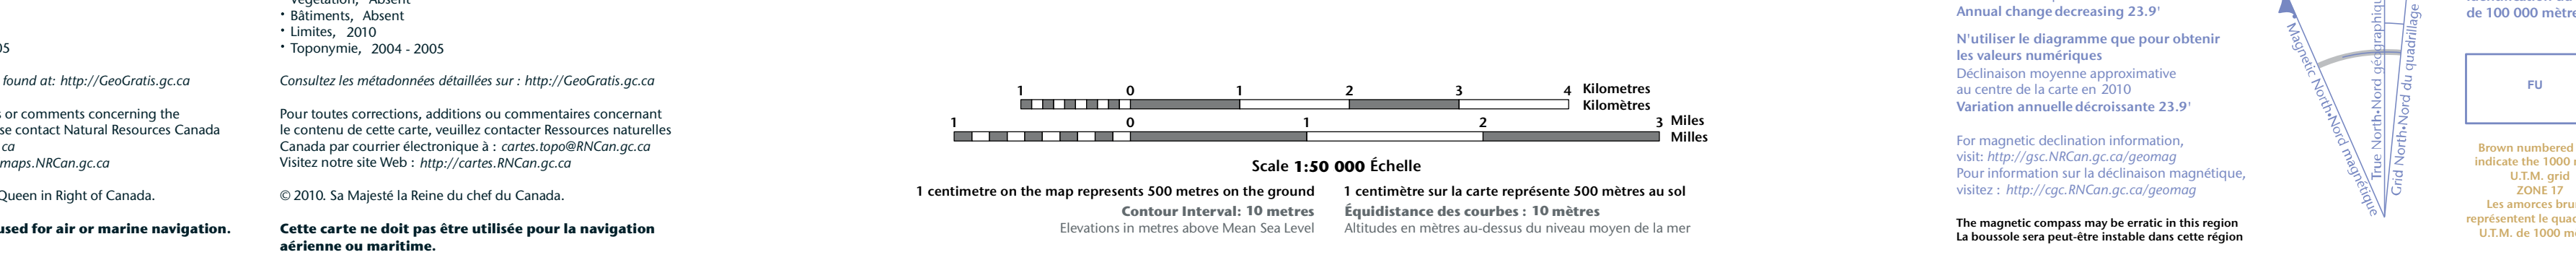 05
found at: http://GeoGratis.gc.ca
or comments concerning the
contact Natural Resources Canada
ca
maps.NRCan.gc.ca
Queen in Right of Canada.
used for air or marine navigation.
• Bâtiments, Absent
• Limites, 2010
• Toponymie, 2004 - 2005
Consultez les métadonnées détaillées sur : http://GeoGratis.gc.ca
Pour toutes corrections, additions ou commentaires concernant
le contenu de cette carte, veuillez contacter Ressources naturelles
Canada par courrier électronique à : cartes.topo@RNCan.gc.ca
Visitez notre site Web : http://cartes.RNCan.gc.ca
© 2010. Sa Majesté la Reine du chef du Canada.
Cette carte ne doit pas être utilisée pour la navigation
aérienne ou maritime.
1 0 1 2 3 4 Kilometres
Kilomètres
1 0 1 2 3 Miles
Milles
Scale 1:50 000 Échelle
1 centimetre on the map represents 500 metres on the ground
1 centimètre sur la carte représente 500 mètres au sol
Contour Interval: 10 metres
Équidistance des courbes : 10 mètres
Elevations in metres above Mean Sea Level
Altitudes en mètres au-dessus du niveau moyen de la mer
Annual change decreasing 23.9'
N'utiliser le diagramme que pour obtenir
les valeurs numériques
Déclinaison moyenne approximative
au centre de la carte en 2010
Variation annuelle décroissante 23.9'
For magnetic declination information,
visit: http://gsc.NRCan.gc.ca/geomag
Pour information sur la déclinaison magnétique,
visitez : http://cgc.RNCan.gc.ca/geomag
The magnetic compass may be erratic in this region
La boussole sera peut-être instable dans cette région
Magnetic North•Nord magnétique
True North•Nord géographiqu
Grid North•Nord du quadrillage
de 100 000 mètre
FU
Brown numbered
indicate the 1000
U.T.M. grid
ZONE 17
Les amorces bru
représentent le quad
U.T.M. de 1000 m